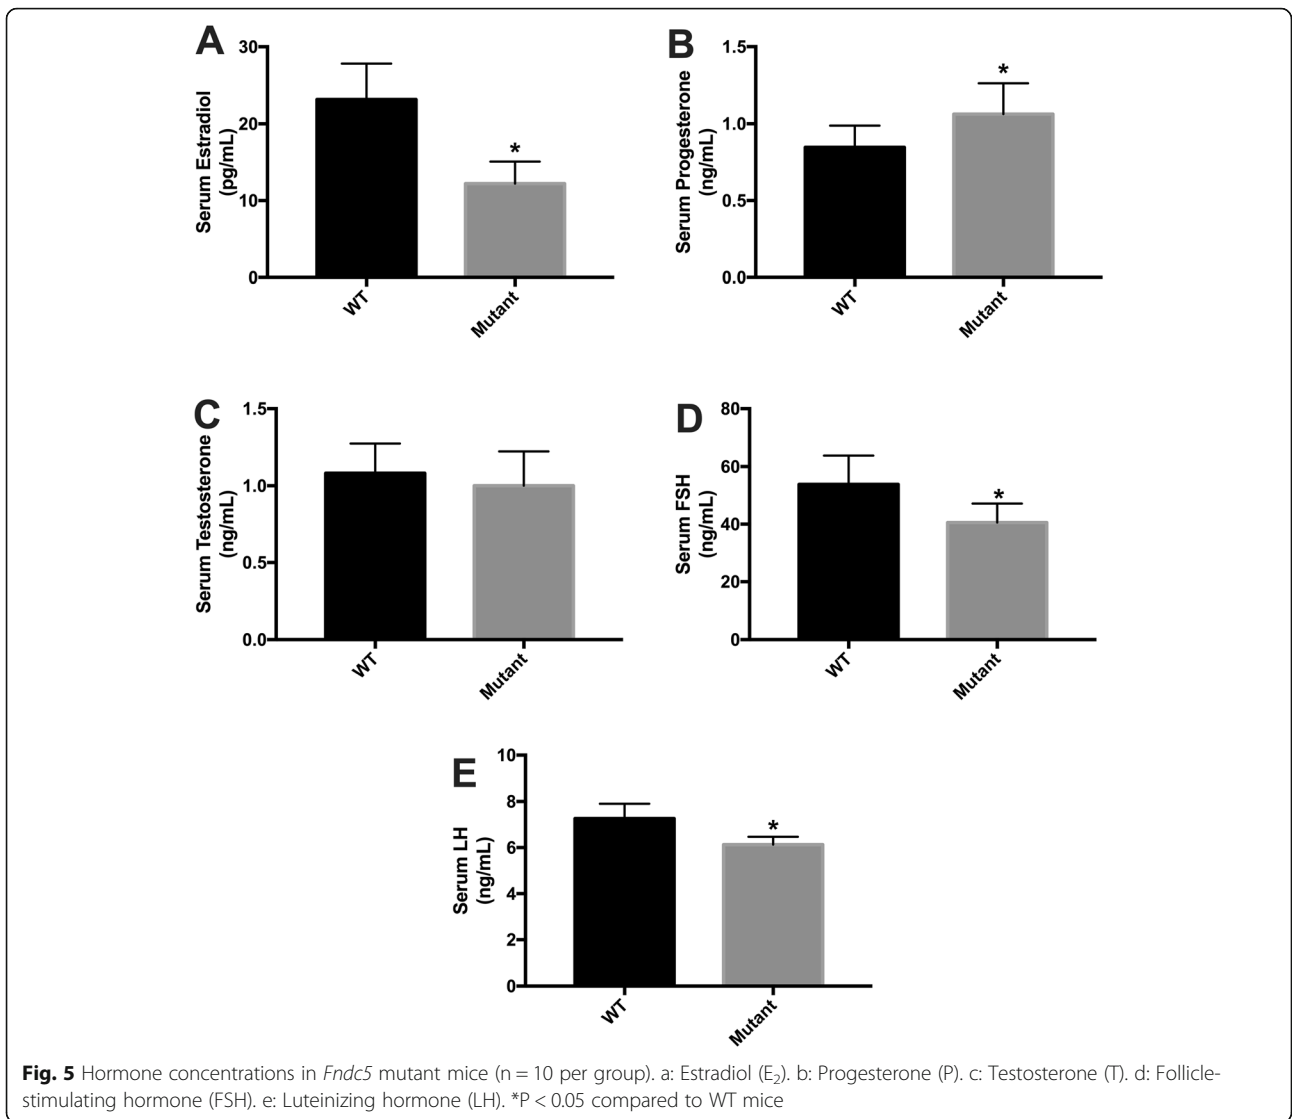 A
Serum Estradiol
(pg/mL)
30
20
10
0
WT
Mutant
*
B
Serum Progesterone
(ng/mL)
1.5
1.0
0.5
0.0
WT
Mutant
*
C
Serum Testosterone
(ng/mL)
1.5
1.0
0.5
0.0
WT
Mutant
D
Serum FSH
(ng/mL)
80
60
40
20
0
WT
Mutant
*
E
Serum LH
(ng/mL)
10
8
6
4
2
0
WT
Mutant
*
Fig. 5 Hormone concentrations in Fndc5 mutant mice (n = 10 per group). a: Estradiol (E₂). b: Progesterone (P). c: Testosterone (T). d: Follicle-
stimulating hormone (FSH). e: Luteinizing hormone (LH). *P < 0.05 compared to WT mice